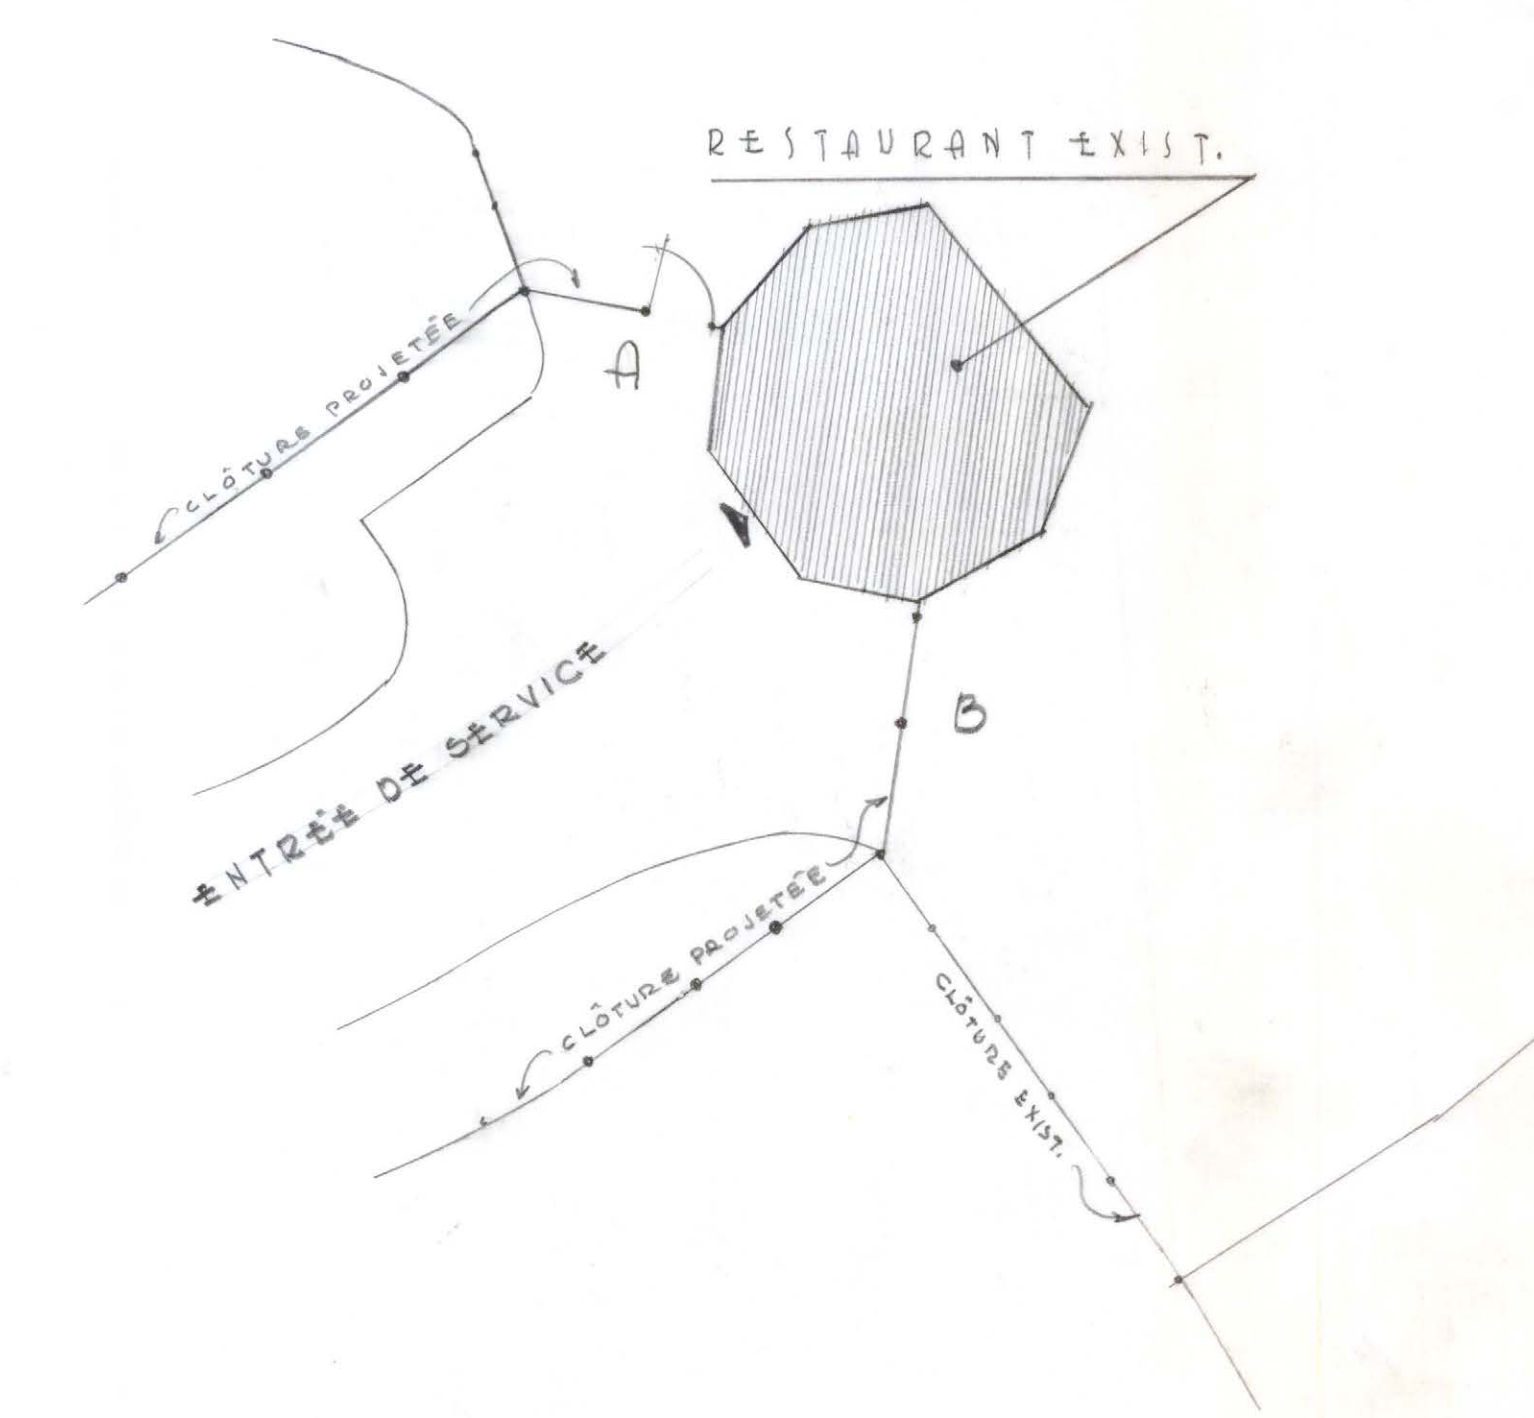 RESTAURANT EXIST.
CLÔTURE PROJETÉE
A
ENTRÉE DE SERVICE
B
CLÔTURE PROJETÉE
CLÔTURE EXIST.